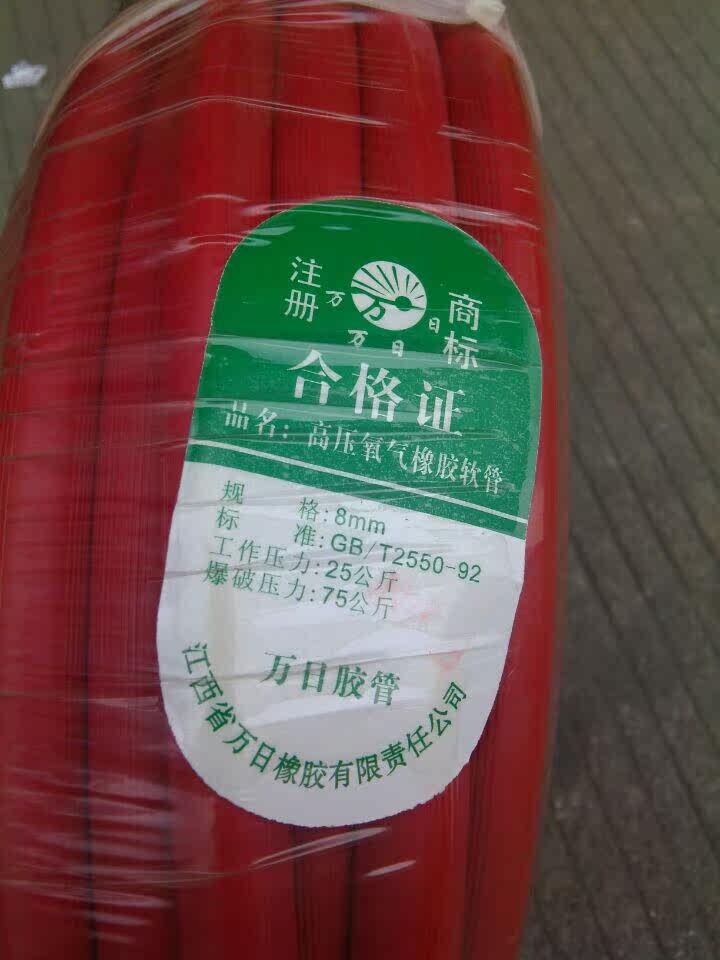 注册
商标
万
万
日
万日
合格证
品名：高压氧气橡胶软管
规格:8mm
标准:GB/T2550-92
工作压力:25公斤
爆破压力:75公斤
万日胶管
江西省万日橡胶有限责任公司